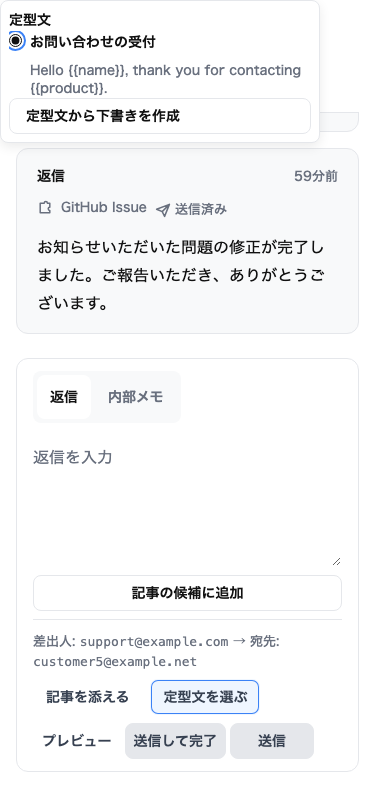 定型文
お問い合わせの受付
Hello {{name}}, thank you for contacting
{{product}}.
定型文から下書きを作成
返信
59分前
GitHub Issue
送信済み
お知らせいただいた問題の修正が完了し
ました。ご報告いただき、ありがとうご
ざいます。
返信
内部メモ
返信を入力
記事の候補に追加
差出人: support@example.com → 宛先:
customer5@example.net
記事を添える
定型文を選ぶ
プレビュー
送信して完了
送信